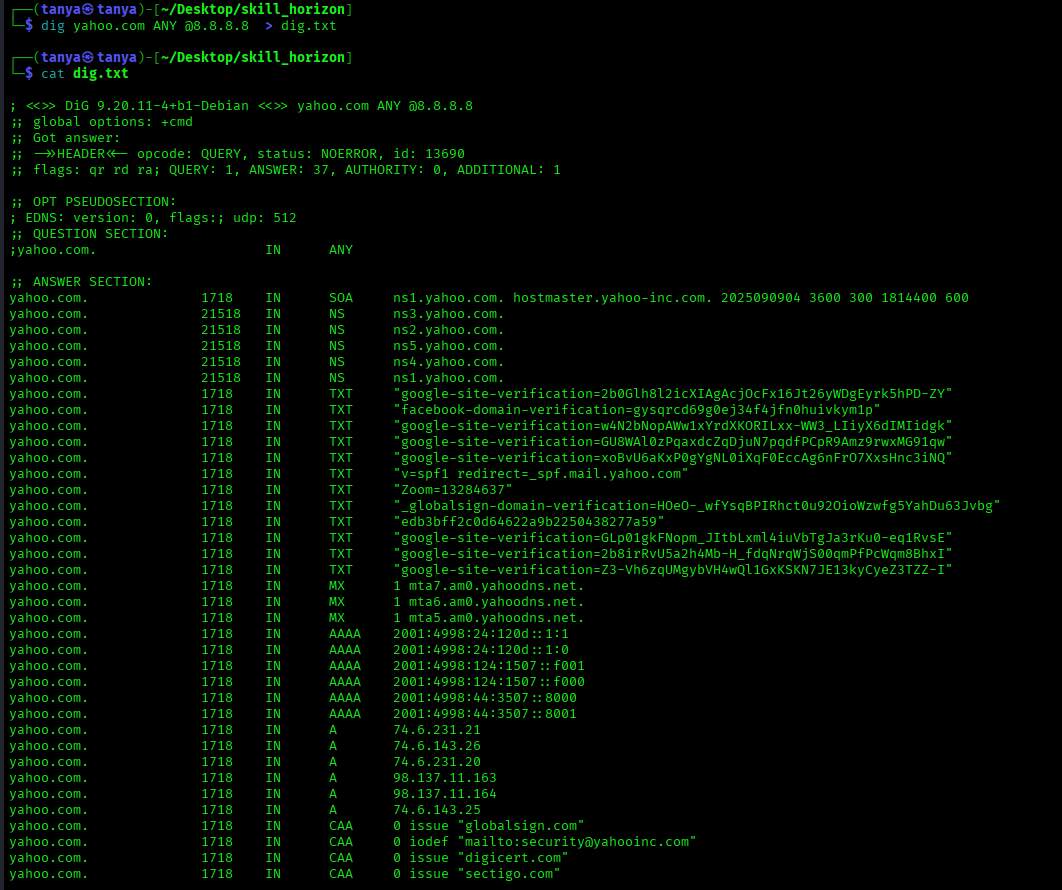 ┌──(tanya㉿tanya)-[~/Desktop/skill_horizon]
└─$ dig yahoo.com ANY @8.8.8.8  > dig.txt
┌──(tanya㉿tanya)-[~/Desktop/skill_horizon]
└─$ cat dig.txt
; <<>> DiG 9.20.11-4+b1-Debian <<>> yahoo.com ANY @8.8.8.8
;; global options: +cmd
;; Got answer:
;; ->>HEADER<<- opcode: QUERY, status: NOERROR, id: 13690
;; flags: qr rd ra; QUERY: 1, ANSWER: 37, AUTHORITY: 0, ADDITIONAL: 1
;; OPT PSEUDOSECTION:
; EDNS: version: 0, flags:; udp: 512
;; QUESTION SECTION:
;yahoo.com. IN ANY
;; ANSWER SECTION:
yahoo.com. 1718 IN SOA ns1.yahoo.com. hostmaster.yahoo-inc.com. 2025090904 3600 300 1814400 600
yahoo.com. 21518 IN NS ns3.yahoo.com.
yahoo.com. 21518 IN NS ns2.yahoo.com.
yahoo.com. 21518 IN NS ns5.yahoo.com.
yahoo.com. 21518 IN NS ns4.yahoo.com.
yahoo.com. 21518 IN NS ns1.yahoo.com.
yahoo.com. 1718 IN TXT "google-site-verification=2b0Glh8l2icXIAgAcjOcFx16Jt26yWDgEyrk5hPD-ZY"
yahoo.com. 1718 IN TXT "facebook-domain-verification=gysqrcd69g0ej34f4jfn0huivkym1p"
yahoo.com. 1718 IN TXT "google-site-verification=w4N2bNopAWw1xYrdXKORILxx-WW3_LIiyX6dIMIidgk"
yahoo.com. 1718 IN TXT "google-site-verification=GU8WAl0zPqaxdcZqDjuN7pqdfPCpR9Amz9rwxMG91qw"
yahoo.com. 1718 IN TXT "google-site-verification=xoBvU6aKxP0gYgNL0iXqF0EccAg6nFrO7XxsHnc3iNQ"
yahoo.com. 1718 IN TXT "v=spf1 redirect=_spf.mail.yahoo.com"
yahoo.com. 1718 IN TXT "Zoom=13284637"
yahoo.com. 1718 IN TXT "_globalsign-domain-verification=HOeO-_wfYsqBPIRhct0u92OioWzwfg5YahDu63Jvbg"
yahoo.com. 1718 IN TXT "edb3bff2c0d64622a9b2250438277a59"
yahoo.com. 1718 IN TXT "google-site-verification=GLp01gkFNopm_JItbLxml4iuVbTgJa3rKu0-eq1RvsE"
yahoo.com. 1718 IN TXT "google-site-verification=2b8irRvU5a2h4Mb-H_fdqNrqWjS00qmPfPcWqm8BhxI"
yahoo.com. 1718 IN TXT "google-site-verification=Z3-Vh6zqUMgybVH4wQl1GxKSKN7JE13kyCyeZ3TZZ-I"
yahoo.com. 1718 IN MX 1 mta7.am0.yahoodns.net.
yahoo.com. 1718 IN MX 1 mta6.am0.yahoodns.net.
yahoo.com. 1718 IN MX 1 mta5.am0.yahoodns.net.
yahoo.com. 1718 IN AAAA 2001:4998:24:120d::1:1
yahoo.com. 1718 IN AAAA 2001:4998:24:120d::1:0
yahoo.com. 1718 IN AAAA 2001:4998:124:1507::f001
yahoo.com. 1718 IN AAAA 2001:4998:124:1507::f000
yahoo.com. 1718 IN AAAA 2001:4998:44:3507::8000
yahoo.com. 1718 IN AAAA 2001:4998:44:3507::8001
yahoo.com. 1718 IN A 74.6.231.21
yahoo.com. 1718 IN A 74.6.143.26
yahoo.com. 1718 IN A 74.6.231.20
yahoo.com. 1718 IN A 98.137.11.163
yahoo.com. 1718 IN A 98.137.11.164
yahoo.com. 1718 IN A 74.6.143.25
yahoo.com. 1718 IN CAA 0 issue "globalsign.com"
yahoo.com. 1718 IN CAA 0 iodef "mailto:security@yahooinc.com"
yahoo.com. 1718 IN CAA 0 issue "digicert.com"
yahoo.com. 1718 IN CAA 0 issue "sectigo.com"